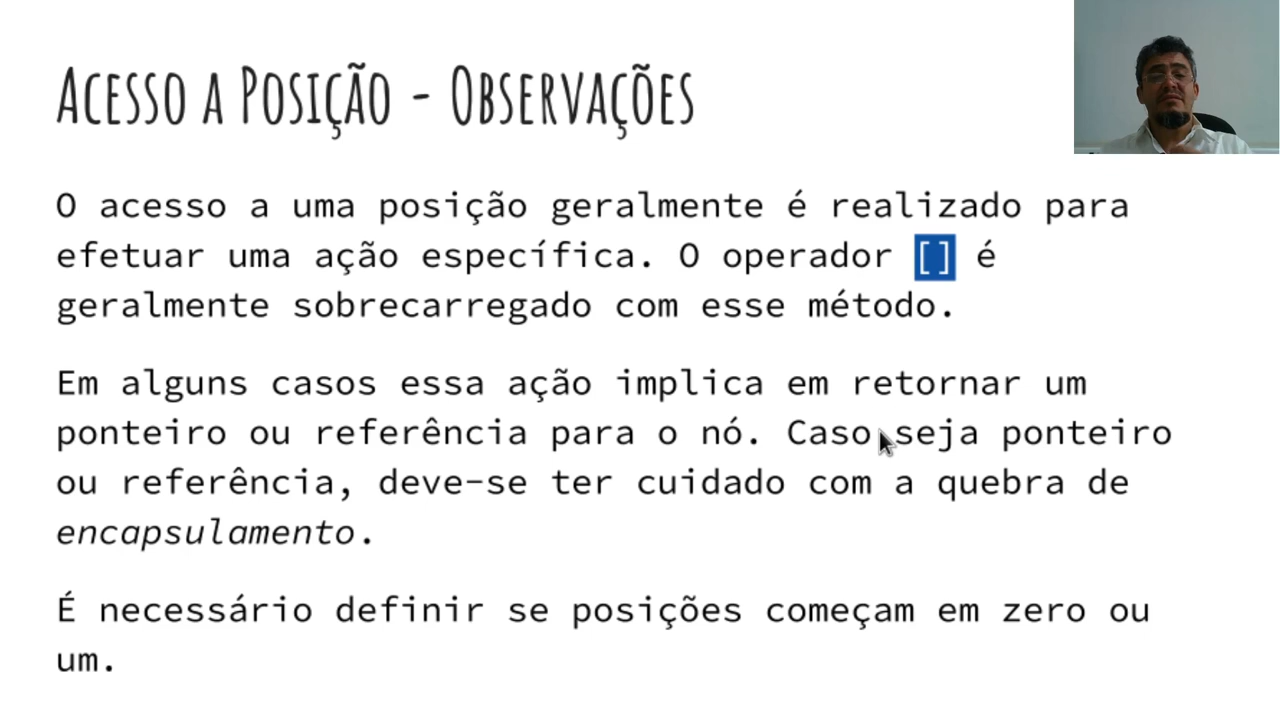 Acesso a Posição - Observações
O acesso a uma posição geralmente é realizado para
efetuar uma ação específica. O operador [] é
geralmente sobrecarregado com esse método.
Em alguns casos essa ação implica em retornar um
ponteiro ou referência para o nó. Caso seja ponteiro
ou referência, deve-se ter cuidado com a quebra de
encapsulamento.
É necessário definir se posições começam em zero ou
um.